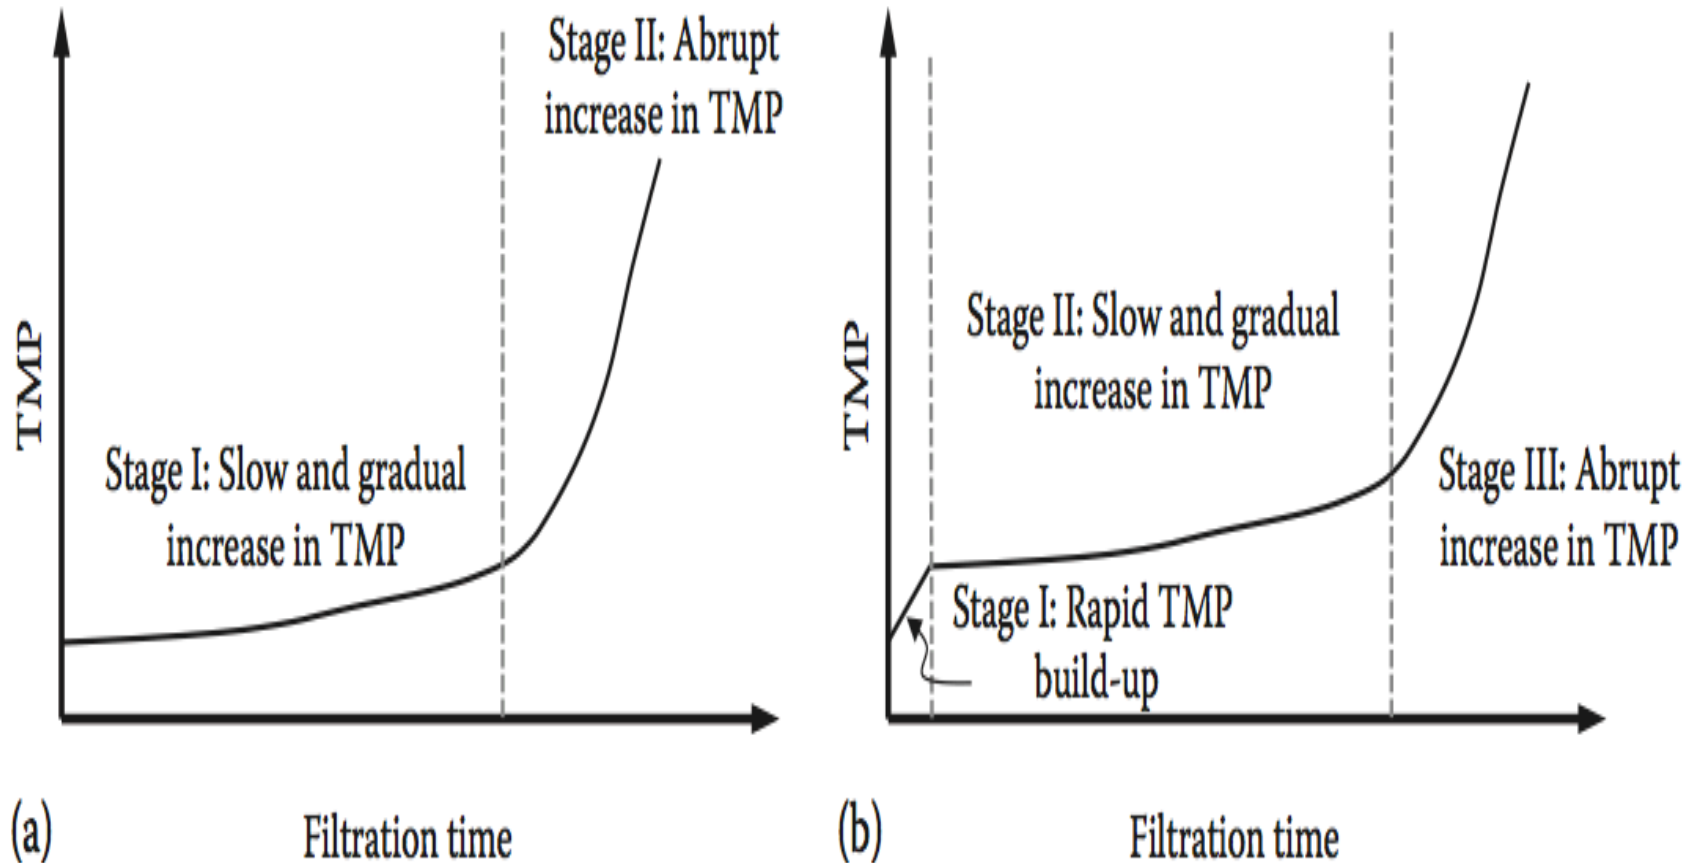 Stage II: Abrupt
increase in TMP
TMP
Stage I: Slow and gradual
increase in TMP
(a)
Filtration time
Stage II: Slow and gradual
increase in TMP
TMP
Stage III: Abrupt
increase in TMP
Stage I: Rapid TMP
build-up
(b)
Filtration time